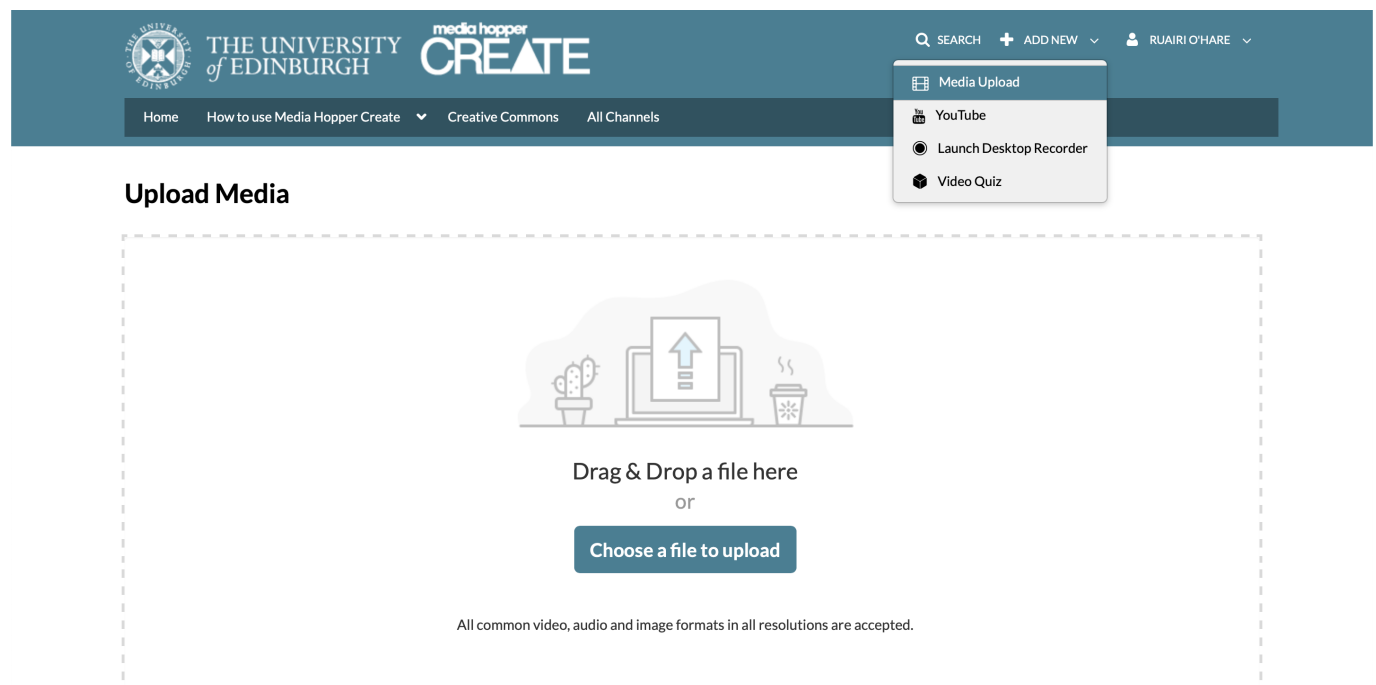 THE UNIVERSITY
of EDINBURGH
media hopper
CREATE
SEARCH
ADD NEW
RUAIRI O'HARE
Media Upload
YouTube
Launch Desktop Recorder
Video Quiz
Home
How to use Media Hopper Create
Creative Commons
All Channels
Upload Media
Drag & Drop a file here
or
Choose a file to upload
All common video, audio and image formats in all resolutions are accepted.